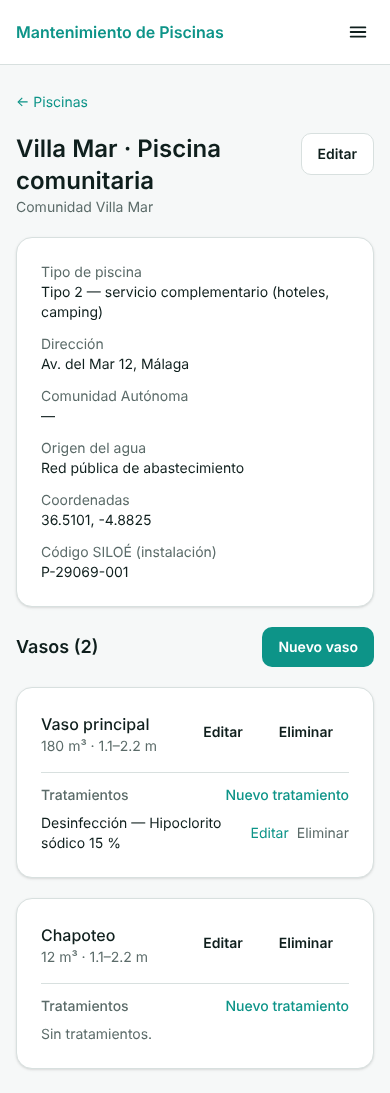 Mantenimiento de Piscinas
← Piscinas
Villa Mar · Piscina
comunitaria
Editar
Comunidad Villa Mar
Tipo de piscina
Tipo 2 — servicio complementario (hoteles,
camping)
Dirección
Av. del Mar 12, Málaga
Comunidad Autónoma
—
Origen del agua
Red pública de abastecimiento
Coordenadas
36.5101, -4.8825
Código SILOÉ (instalación)
P-29069-001
Vasos (2)
Nuevo vaso
Vaso principal
180 m³ · 1.1–2.2 m
Editar
Eliminar
Tratamientos
Nuevo tratamiento
Desinfección — Hipoclorito
sódico 15 %
Editar
Eliminar
Chapoteo
12 m³ · 1.1–2.2 m
Editar
Eliminar
Tratamientos
Nuevo tratamiento
Sin tratamientos.